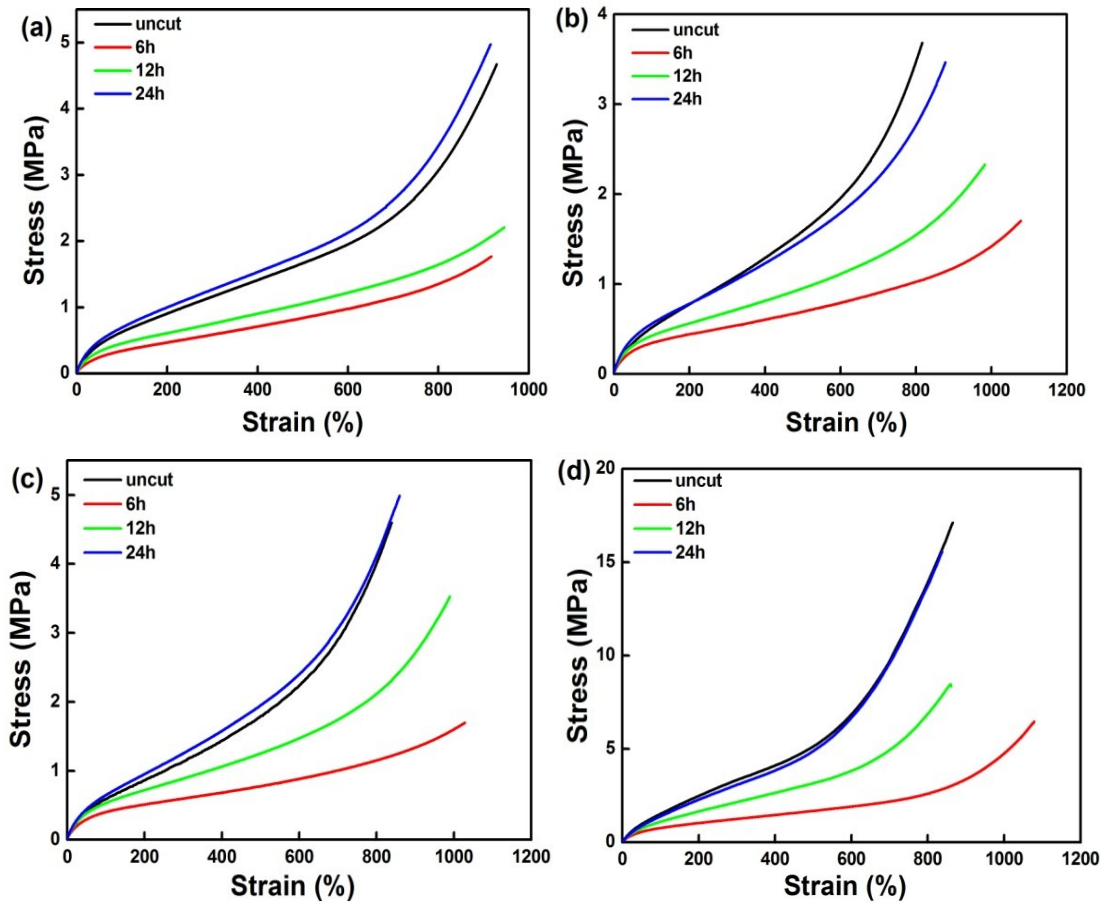 (a)
uncut
6h
12h
24h
5
4
3
2
1
0
0 200 400 600 800 1000
Stress (MPa)
Strain (%)
(b)
uncut
6h
12h
24h
4
3
2
1
0
0 200 400 600 800 1000 1200
Stress (MPa)
Strain (%)
(c)
uncut
6h
12h
24h
5
4
3
2
1
0
0 200 400 600 800 1000 1200
Stress (MPa)
Strain (%)
(d)
uncut
6h
12h
24h
20
15
10
5
0
0 200 400 600 800 1000 1200
Stress (MPa)
Strain (%)